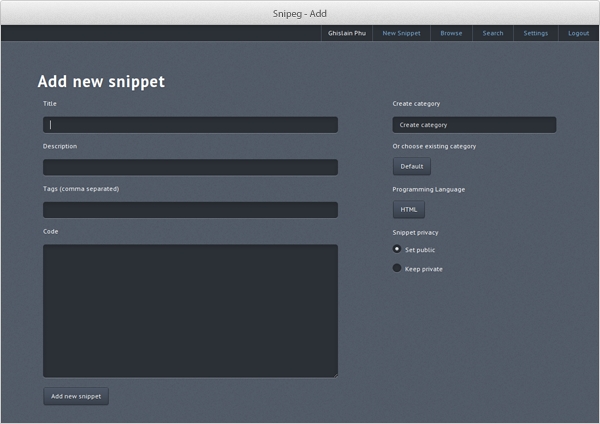 Snipeg - Add
Ghislain Phu New Snippet Browse Search Settings Logout
Add new snippet
Title
Description
Tags (comma separated)
Code
Add new snippet
Create category
Create category
Or choose existing category
Default
Programming Language
HTML
Snippet privacy
Set public
Keep private